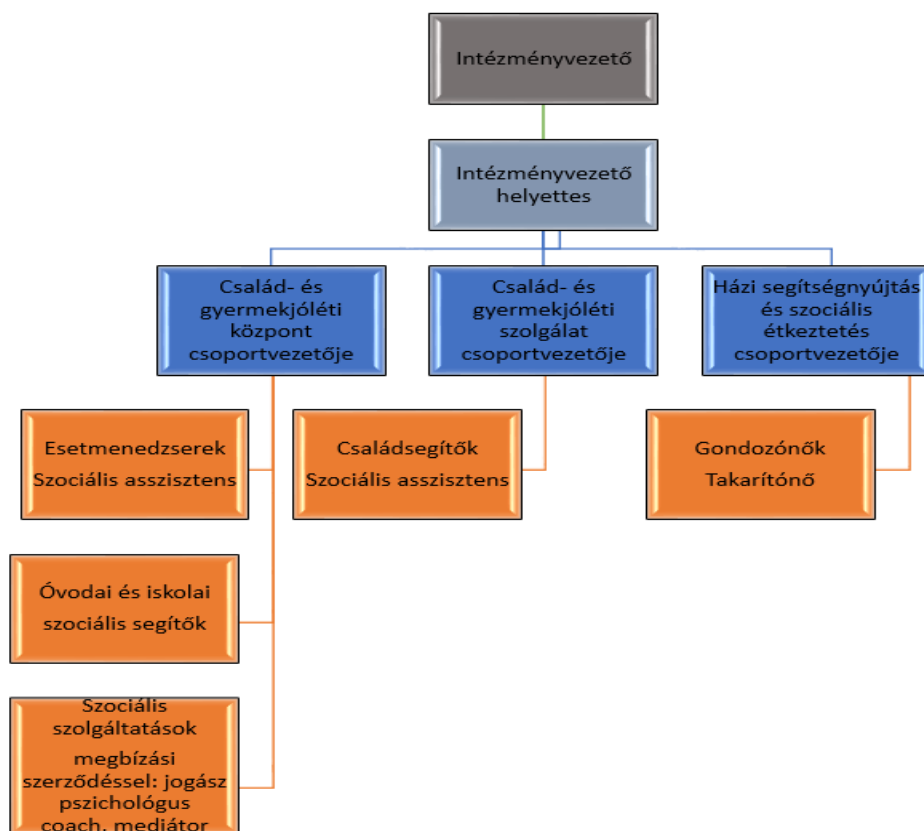 Intézményvezető
Intézményvezető
helyettes
Család- és
gyermekjóléti
központ
csoportvezetője
Család- és
gyermekjóléti
szolgálat
csoportvezetője
Házi segítségnyújtás
és szociális
étkeztetés
csoportvezetője
Esetmenedzserek
Szociális asszisztens
Családsegítők
Szociális asszisztens
Gondozónők
Takarítónő
Óvodai és iskolai
szociális segítők
Szociális
szolgáltatások
megbízási
szerződéssel: jogász
pszichológus
coach, mediátor